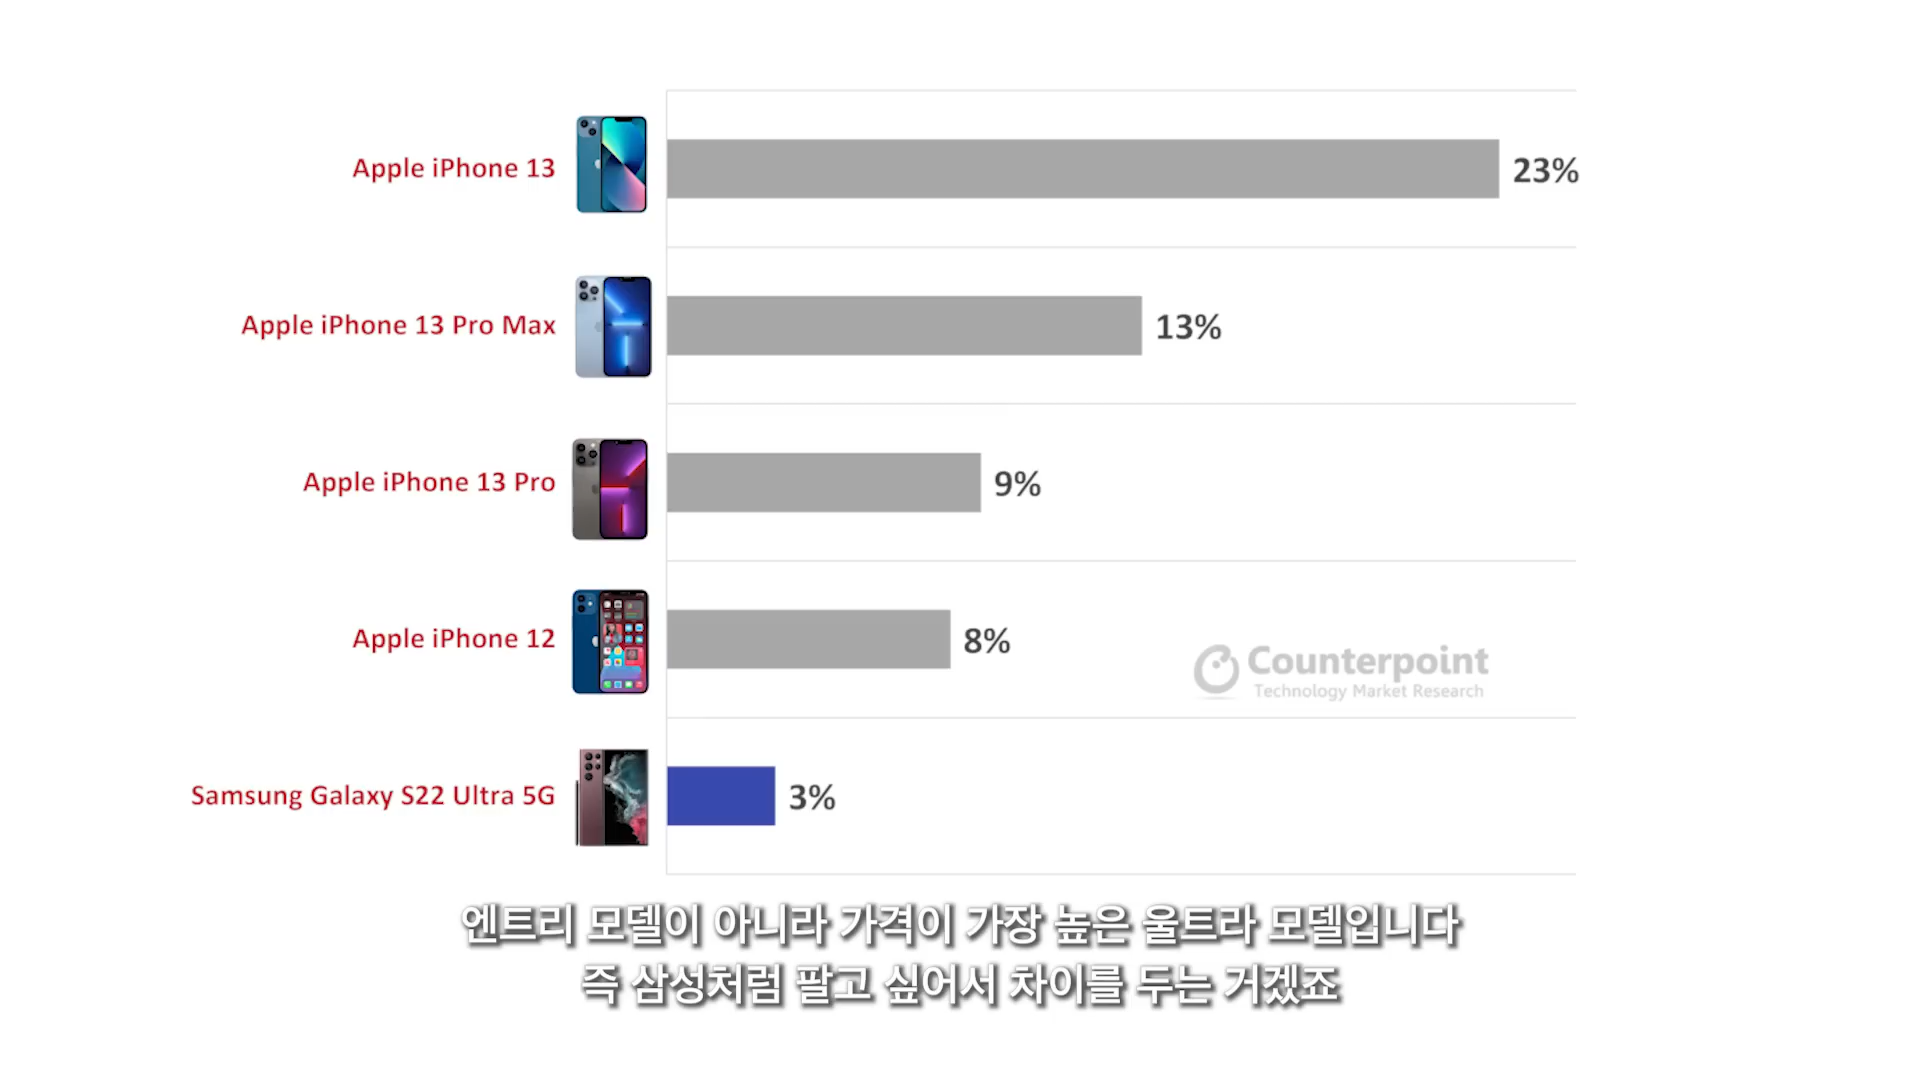 Apple iPhone 13
23%
Apple iPhone 13 Pro Max
13%
Apple iPhone 13 Pro
9%
Apple iPhone 12
8%
Counterpoint
Technology Market Research
Samsung Galaxy S22 Ultra 5G
3%
엔트리 모델이 아니라 가격이 가장 높은 울트라 모델입니다
즉 삼성처럼 팔고 싶어서 차이를 두는 거겠죠